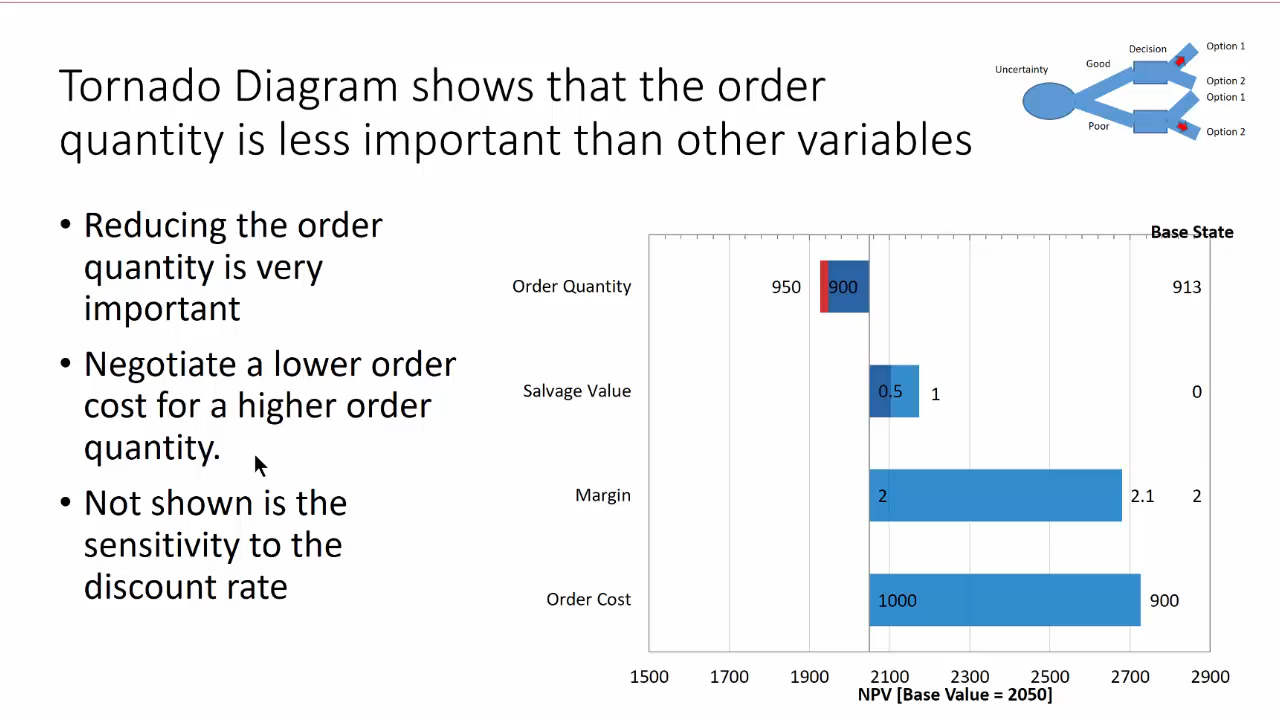 Tornado Diagram shows that the order
quantity is less important than other variables
Uncertainty
Good
Poor
Decision
Option 1
Option 2
Option 1
Option 2
• Reducing the order
quantity is very
important
• Negotiate a lower order
cost for a higher order
quantity.
• Not shown is the
sensitivity to the
discount rate
Base State
Order Quantity 950 900 913
Salvage Value 0.5 1 0
Margin 2 2.1 2
Order Cost 1000 900
1500 1700 1900 2100 2300 2500 2700 2900
NPV [Base Value = 2050]